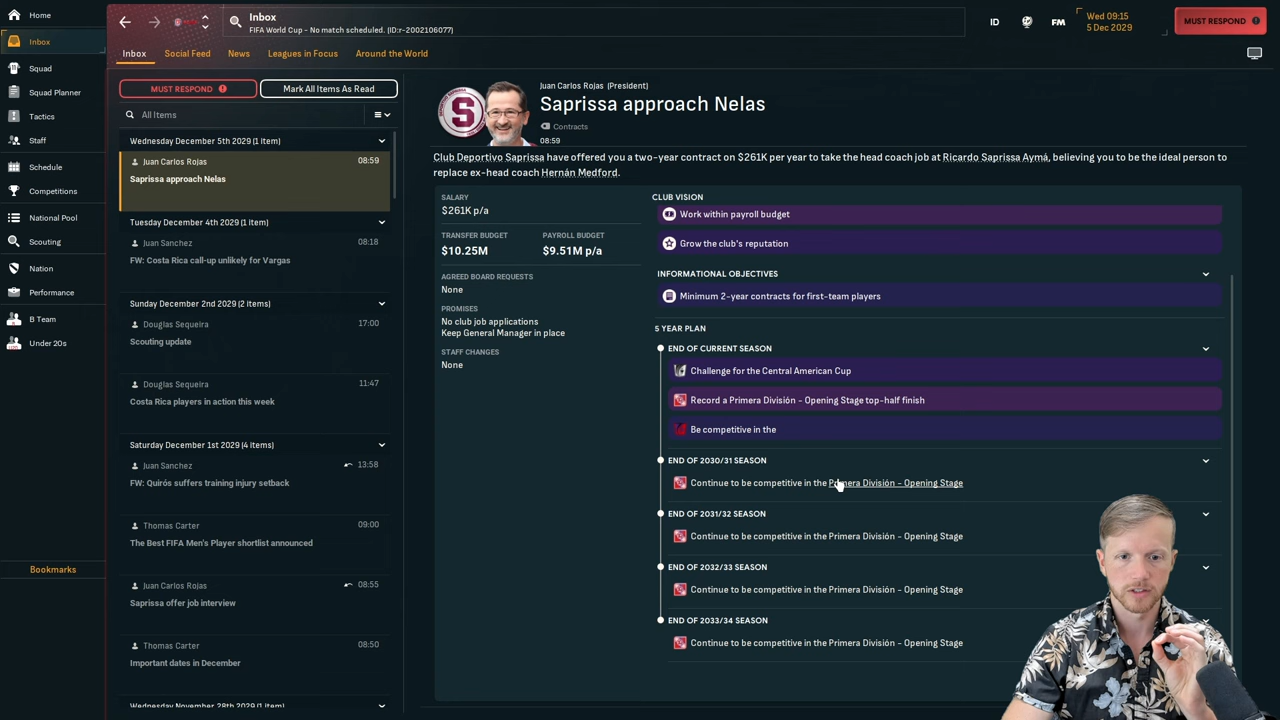 Home
Inbox
Squad
Squad Planner
Tactics
Staff
Schedule
Competitions
National Pool
Scouting
Nation
Performance
B Team
Under 20s
Bookmarks
Inbox
FIFA World Cup - No match scheduled. (ID:r-2002106077)
ID
FM
Wed 09:15
5 Dec 2029
MUST RESPOND
Inbox
Social Feed
News
Leagues in Focus
Around the World
MUST RESPOND
Mark All Items As Read
All Items
Wednesday December 5th 2029 (1 item)
Juan Carlos Rojas
08:59
Saprissa approach Nelas
Tuesday December 4th 2029 (1 item)
Juan Sanchez
08:18
FW: Costa Rica call-up unlikely for Vargas
Sunday December 2nd 2029 (2 items)
Douglas Sequeira
17:00
Scouting update
Douglas Sequeira
11:47
Costa Rica players in action this week
Saturday December 1st 2029 (4 items)
Juan Sanchez
13:58
FW: Quirós suffers training injury setback
Thomas Carter
09:00
The Best FIFA Men's Player shortlist announced
Juan Carlos Rojas
08:55
Saprissa offer job interview
Thomas Carter
08:50
Important dates in December
Wednesday November 28th 2029 (1 item)
S
Juan Carlos Rojas (President)
Saprissa approach Nelas
Contracts
08:59
Club Deportivo Saprissa have offered you a two-year contract on $261K per year to take the head coach job at Ricardo Saprissa Aymá, believing you to be the ideal person to
replace ex-head coach Hernán Medford.
SALARY
$261K p/a
TRANSFER BUDGET
$10.25M
PAYROLL BUDGET
$9.51M p/a
AGREED BOARD REQUESTS
None
PROMISES
No club job applications
Keep General Manager in place
STAFF CHANGES
None
CLUB VISION
Work within payroll budget
Grow the club's reputation
INFORMATIONAL OBJECTIVES
Minimum 2-year contracts for first-team players
5 YEAR PLAN
END OF CURRENT SEASON
Challenge for the Central American Cup
Record a Primera División - Opening Stage top-half finish
Be competitive in the
END OF 2030/31 SEASON
Continue to be competitive in the Primera División - Opening Stage
END OF 2031/32 SEASON
Continue to be competitive in the Primera División - Opening Stage
END OF 2032/33 SEASON
Continue to be competitive in the Primera División - Opening Stage
END OF 2033/34 SEASON
Continue to be competitive in the Primera División - Opening Stage